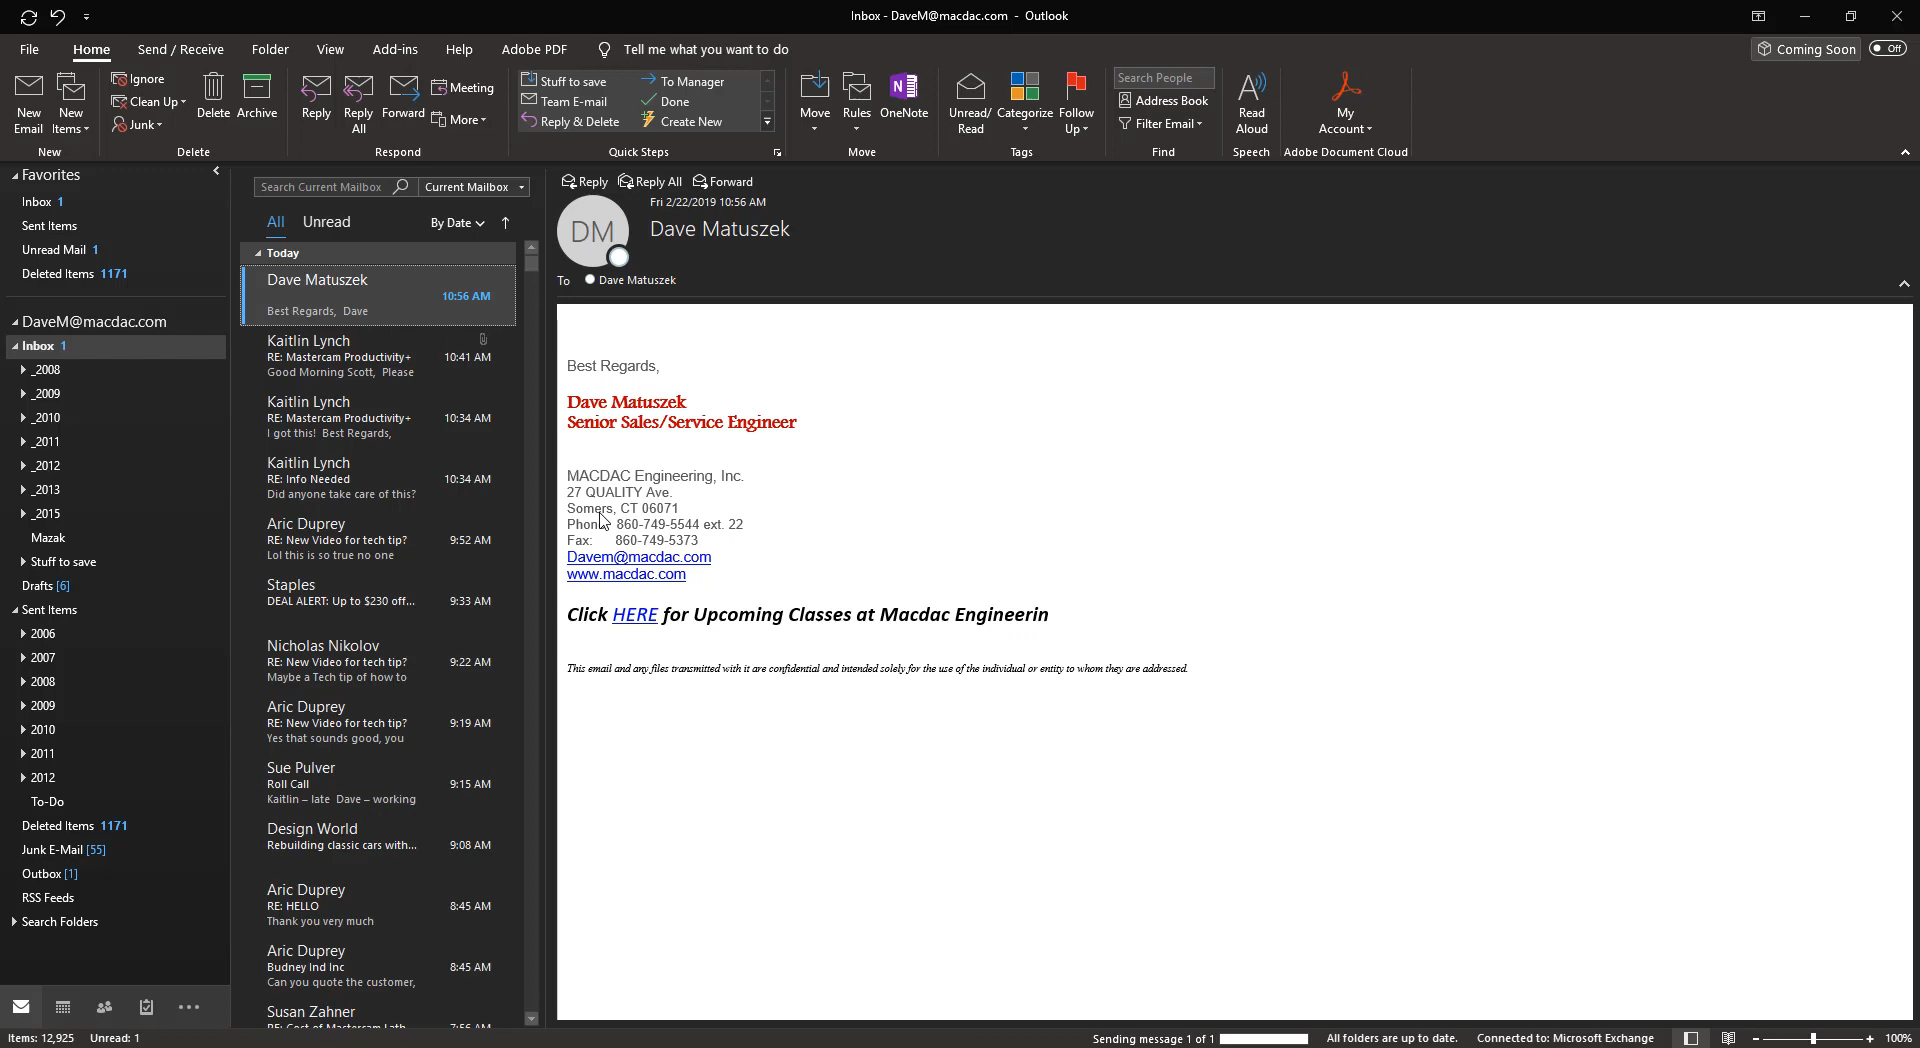 Inbox - DaveM@macdac.com - Outlook
File Home Send / Receive Folder View Add-ins Help Adobe PDF Tell me what you want to do
Coming Soon Off
New Email
New Items
New
Ignore
Clean Up
Junk
Delete
Archive
Delete
Reply
Reply All
Forward
Meeting
More
Respond
Stuff to save
Team E-mail
Reply & Delete
To Manager
Done
Create New
Quick Steps
Move
Rules
OneNote
Move
Unread/ Read
Categorize
Follow Up
Tags
Search People
Address Book
Filter Email
Find
Read Aloud
Speech
My Account
Adobe Document Cloud
Favorites
Inbox 1
Sent Items
Unread Mail 1
Deleted Items 1171
DaveM@macdac.com
Inbox 1
_2008
_2009
_2010
_2011
_2012
_2013
_2015
Mazak
Stuff to save
Drafts [6]
Sent Items
2006
2007
2008
2009
2010
2011
2012
To-Do
Deleted Items 1171
Junk E-Mail [55]
Outbox [1]
RSS Feeds
Search Folders
Search Current Mailbox
Current Mailbox
All Unread By Date
Today
Dave Matuszek
10:56 AM
Best Regards, Dave
Kaitlin Lynch
RE: Mastercam Productivity+ 10:41 AM
Good Morning Scott, Please
Kaitlin Lynch
RE: Mastercam Productivity+ 10:34 AM
I got this! Best Regards,
Kaitlin Lynch
RE: Info Needed 10:34 AM
Did anyone take care of this?
Aric Duprey
RE: New Video for tech tip? 9:52 AM
Lol this is so true no one
Staples
DEAL ALERT: Up to $230 off... 9:33 AM
Nicholas Nikolov
RE: New Video for tech tip? 9:22 AM
Maybe a Tech tip of how to
Aric Duprey
RE: New Video for tech tip? 9:19 AM
Yes that sounds good, you
Sue Pulver
Roll Call 9:15 AM
Kaitlin – late Dave – working
Design World
Rebuilding classic cars with... 9:08 AM
Aric Duprey
RE: HELLO 8:45 AM
Thank you very much
Aric Duprey
Budney Ind Inc 8:45 AM
Can you quote the customer,
Susan Zahner
RE: Cost of Mastercam Lath 7:56 AM
Reply Reply All Forward
Fri 2/22/2019 10:56 AM
DM
Dave Matuszek
To Dave Matuszek
Best Regards,
Dave Matuszek
Senior Sales/Service Engineer
MACDAC Engineering, Inc.
27 QUALITY Ave.
Somers, CT 06071
Phon 860-749-5544 ext. 22
Fax: 860-749-5373
Davem@macdac.com
www.macdac.com
Click HERE for Upcoming Classes at Macdac Engineerin
This email and any files transmitted with it are confidential and intended solely for the use of the individual or entity to whom they are addressed.
Items: 12,925 Unread: 1
Sending message 1 of 1 All folders are up to date. Connected to: Microsoft Exchange 100%